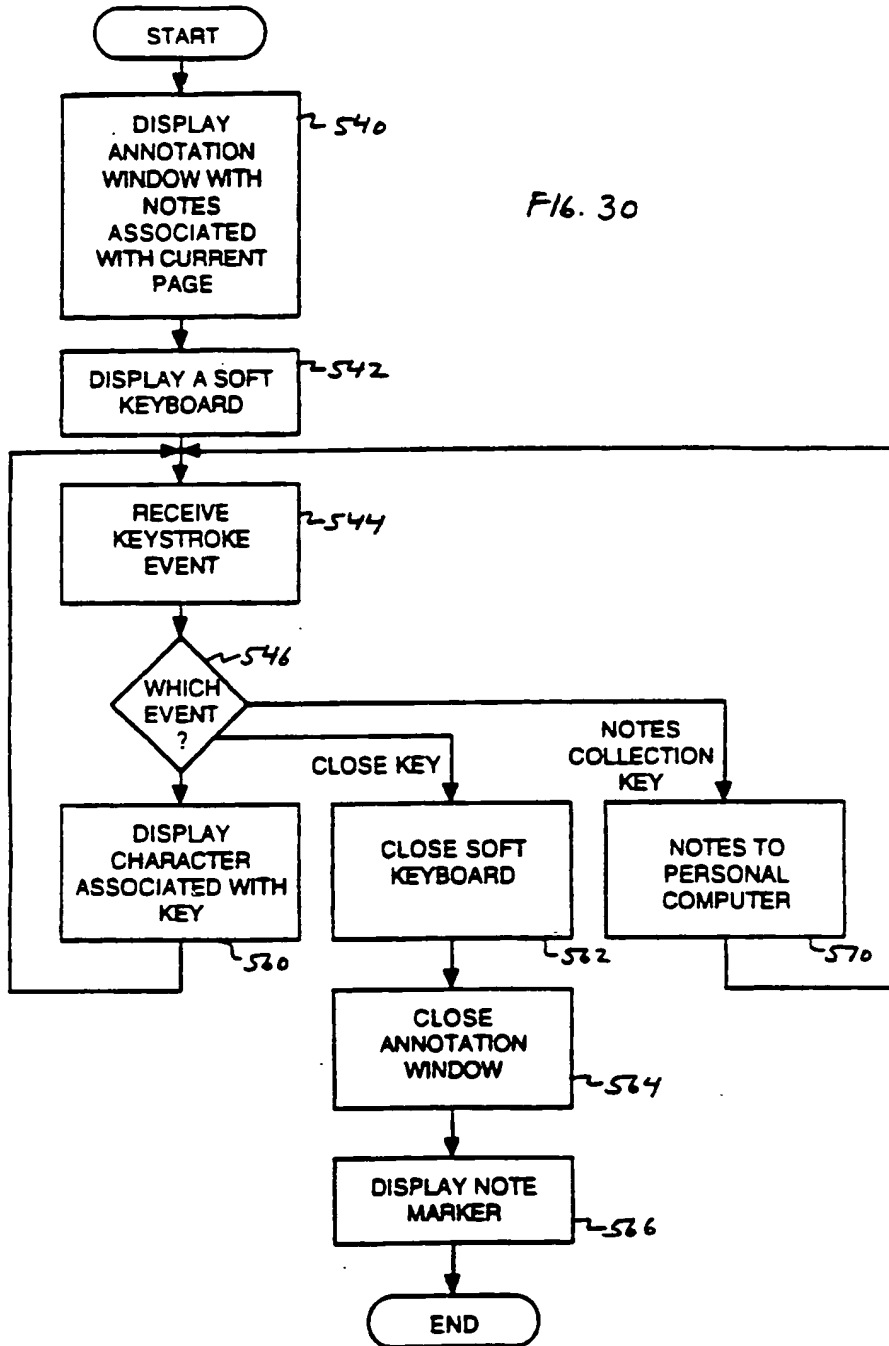 START
DISPLAY
ANNOTATION
WINDOW WITH
NOTES
ASSOCIATED
WITH CURRENT
PAGE
540
FIG. 30
DISPLAY A SOFT
KEYBOARD
542
RECEIVE
KEYSTROKE
EVENT
544
WHICH
EVENT
?
546
CLOSE KEY
NOTES
COLLECTION
KEY
DISPLAY
CHARACTER
ASSOCIATED WITH
KEY
560
CLOSE SOFT
KEYBOARD
562
NOTES TO
PERSONAL
COMPUTER
570
CLOSE
ANNOTATION
WINDOW
564
DISPLAY NOTE
MARKER
566
END